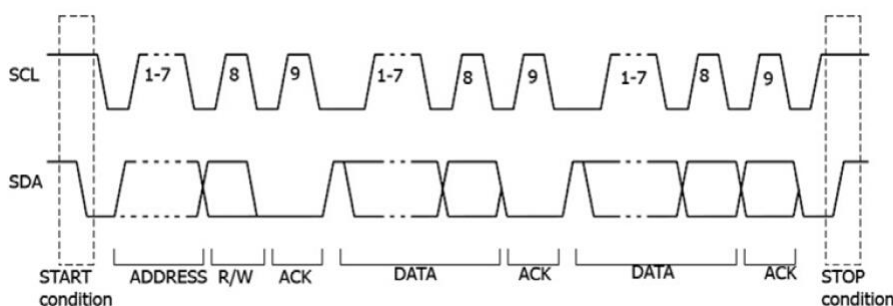 SCL 1-7 8 9 1-7 8 9 1-7 8 9
SDA
START condition ADDRESS R/W ACK DATA ACK DATA ACK STOP condition